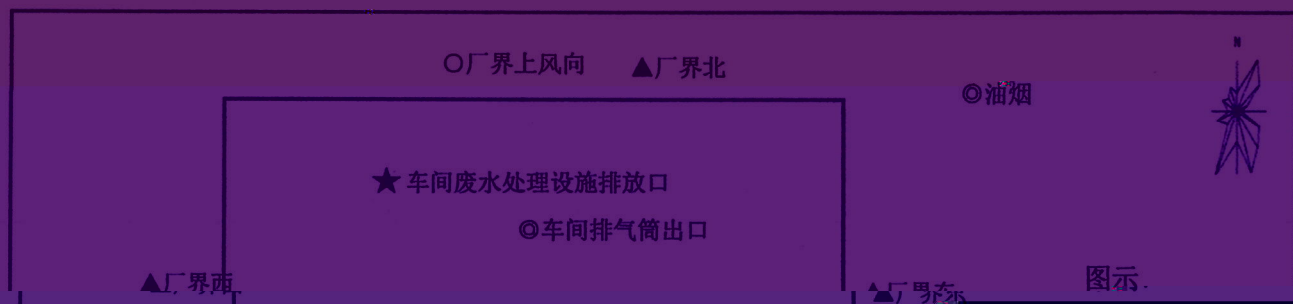 N
○厂界上风向 ▲厂界北
◎油烟
★车间废水处理设施排放口
◎车间排气筒出口
▲厂界西
图示
▲厂界东